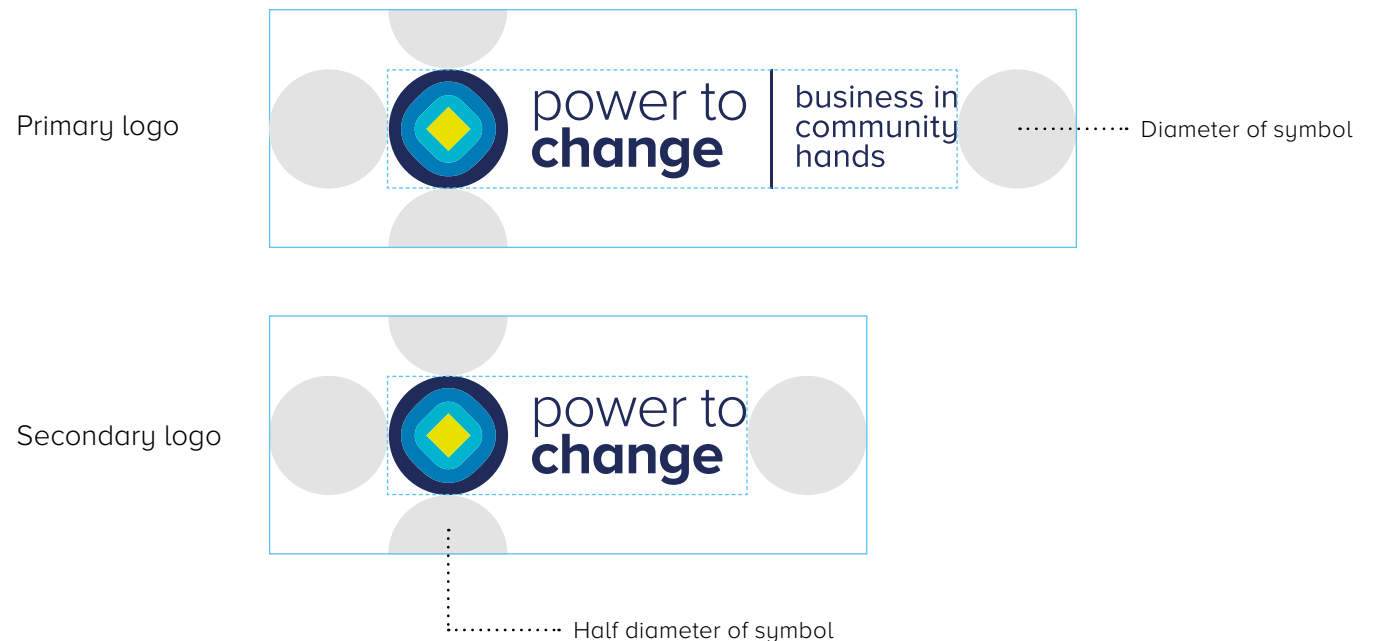 Primary logo
power to
change
business in
community
hands
Diameter of symbol
Secondary logo
power to
change
Half diameter of symbol